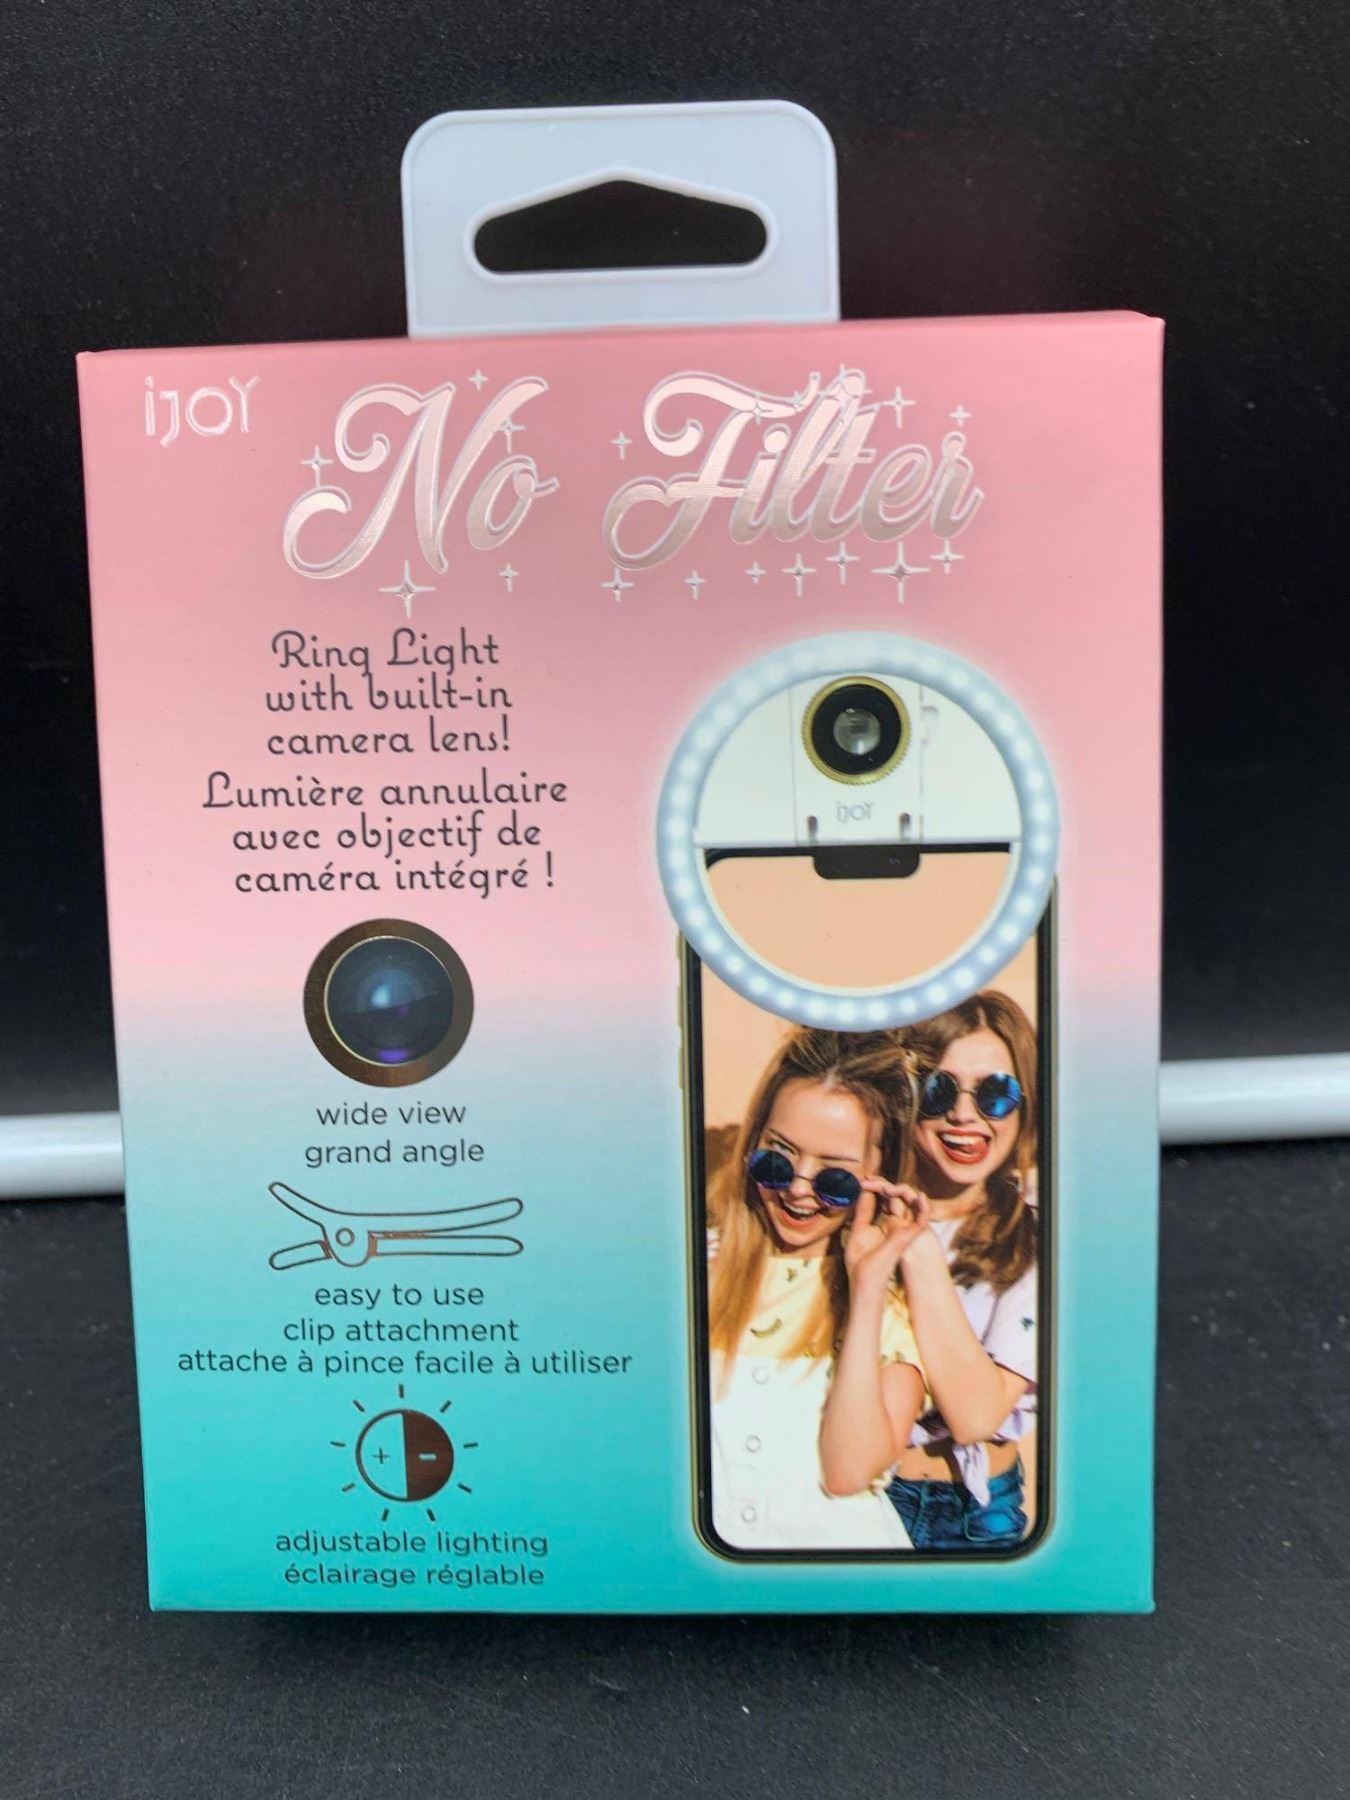 iJOY
No Filter
Ring Light
with built-in
camera lens!
Lumière annulaire
avec objectif de
caméra intégré !
iJOY
wide view
grand angle
easy to use
clip attachment
attache à pince facile à utiliser
+ -
adjustable lighting
éclairage réglable